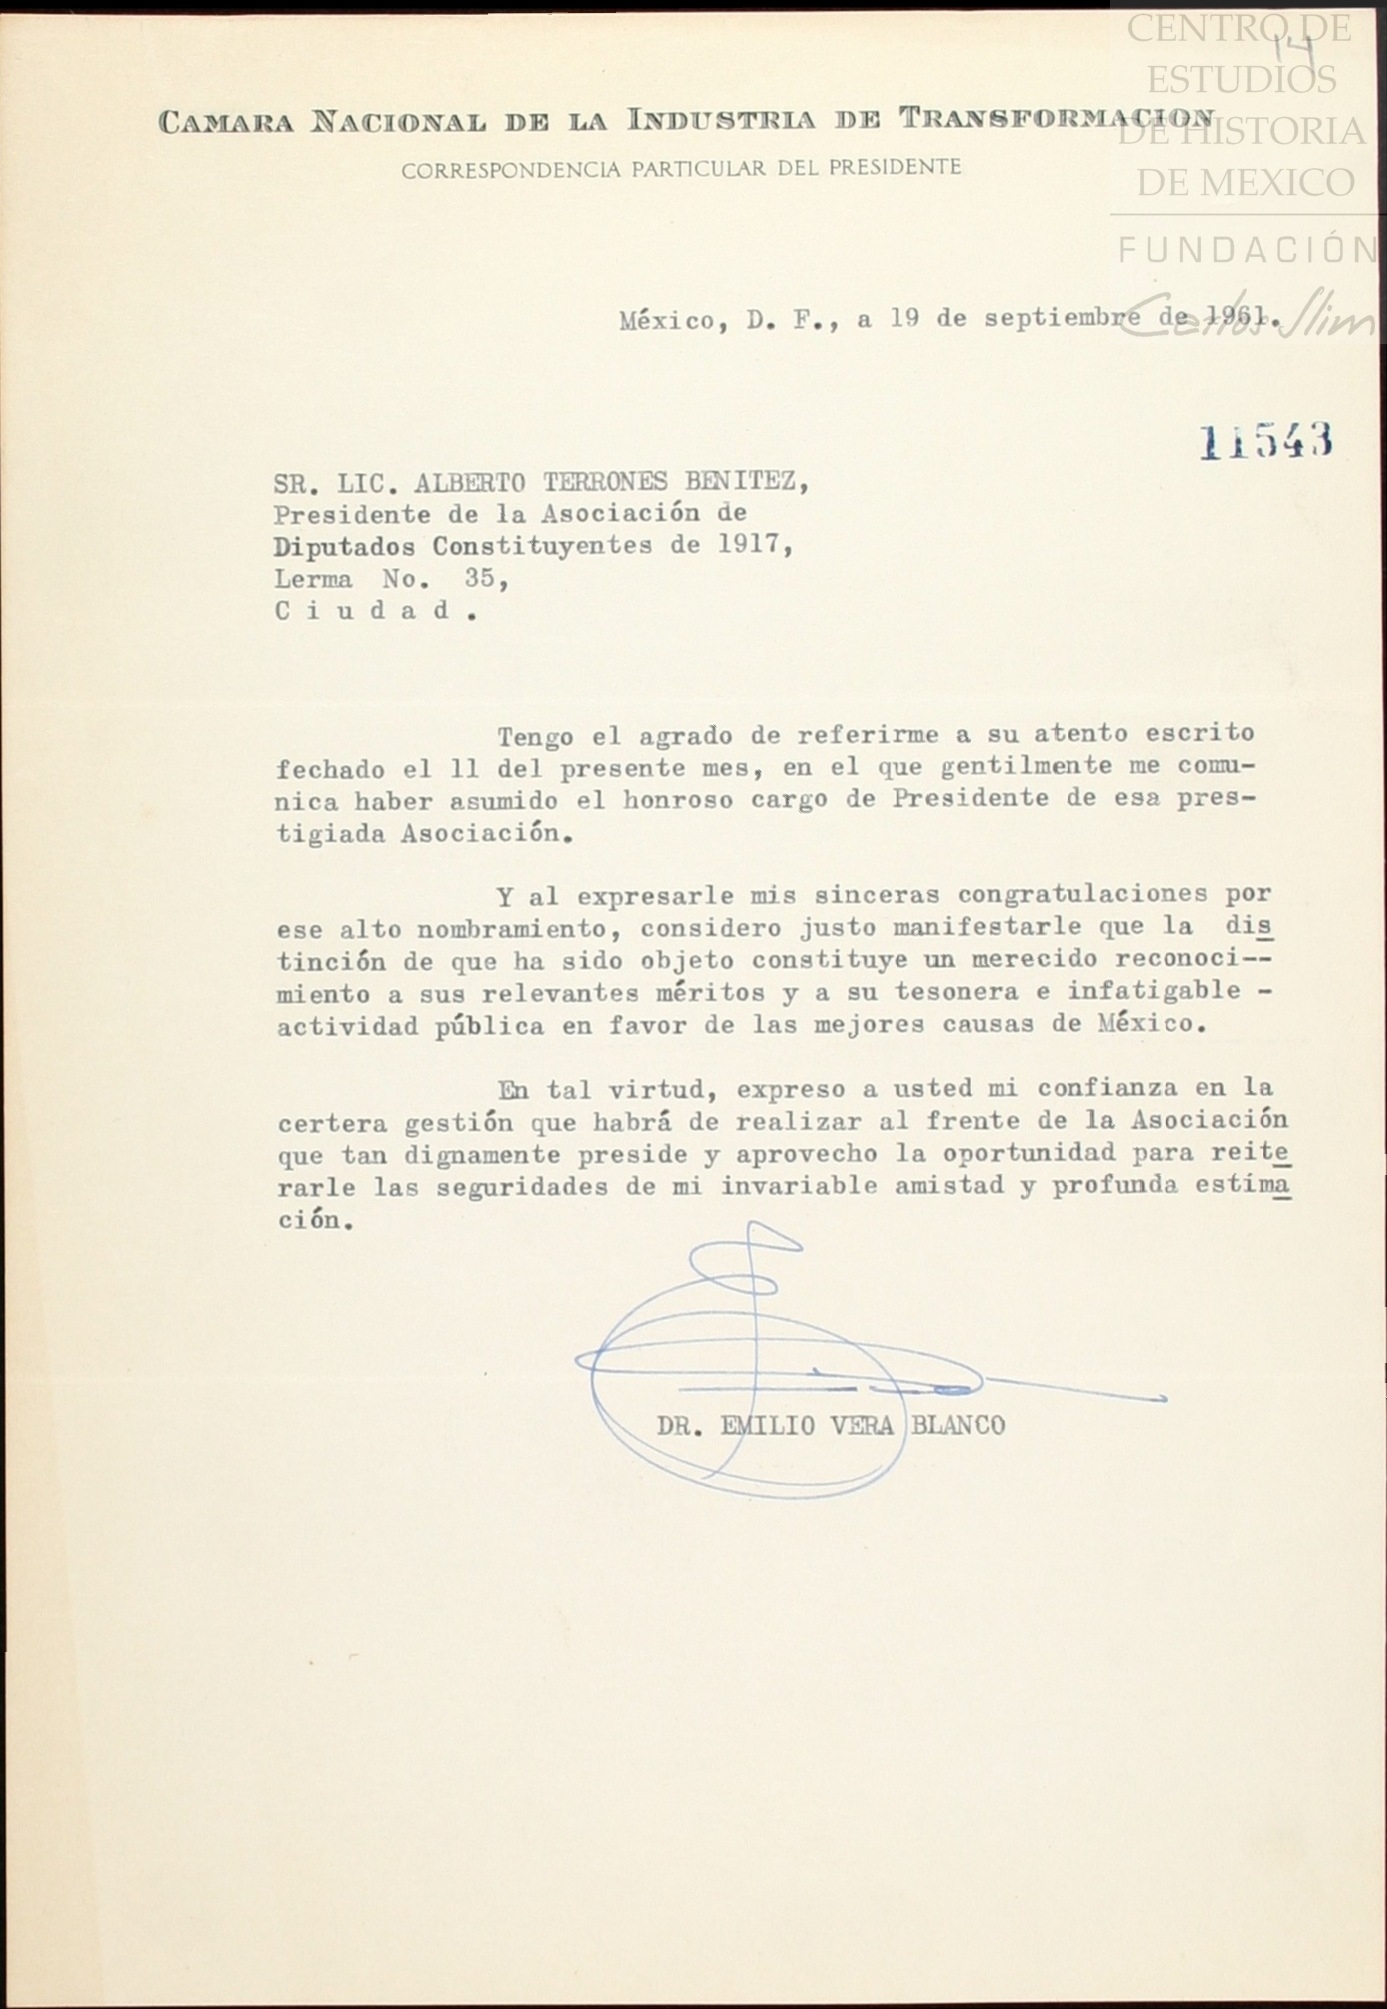 CENTRO DE
ESTUDIOS
DE HISTORIA
DE MEXICO
FUNDACIÓN
Carlos Slim
14
CAMARA NACIONAL DE LA INDUSTRIA DE TRANSFORMACION
CORRESPONDENCIA PARTICULAR DEL PRESIDENTE
México, D. F., a 19 de septiembre de 1961.
11543
SR. LIC. ALBERTO TERRONES BENITEZ,
Presidente de la Asociación de
Diputados Constituyentes de 1917,
Lerma No. 35,
C i u d a d .
Tengo el agrado de referirme a su atento escrito
fechado el 11 del presente mes, en el que gentilmente me comu-
nica haber asumido el honroso cargo de Presidente de esa pres-
tigiada Asociación.
Y al expresarle mis sinceras congratulaciones por
ese alto nombramiento, considero justo manifestarle que la dis
tinción de que ha sido objeto constituye un merecido reconoci--
miento a sus relevantes méritos y a su tesonera e infatigable -
actividad pública en favor de las mejores causas de México.
En tal virtud, expreso a usted mi confianza en la
certera gestión que habrá de realizar al frente de la Asociación
que tan dignamente preside y aprovecho la oportunidad para reite
rarle las seguridades de mi invariable amistad y profunda estima
ción.
DR. EMILIO VERA BLANCO